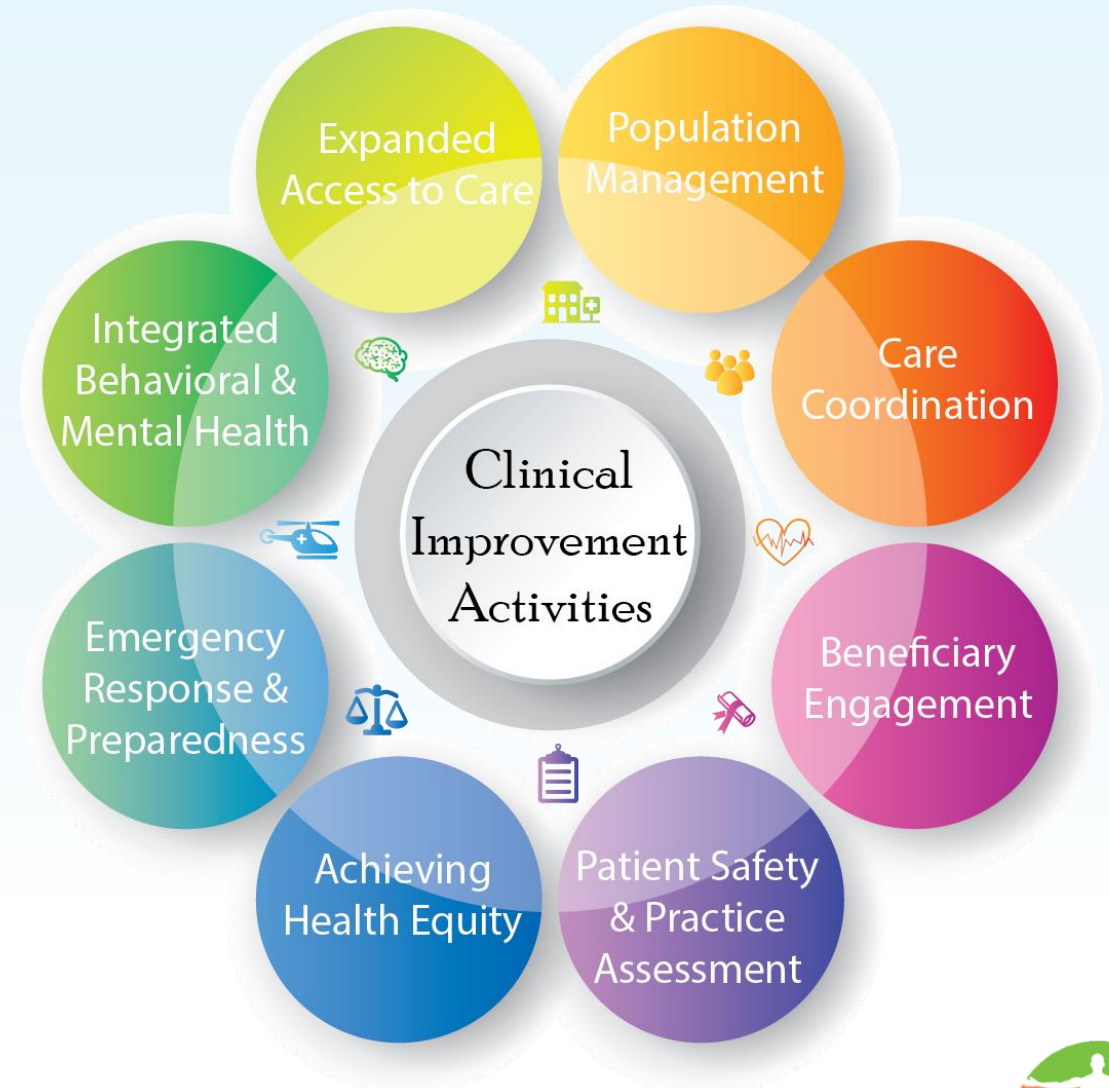 Expanded
Access to Care
Population
Management
Care
Coordination
Beneficiary
Engagement
Patient Safety
& Practice
Assessment
Achieving
Health Equity
Emergency
Response &
Preparedness
Integrated
Behavioral &
Mental Health
Clinical
Improvement
Activities